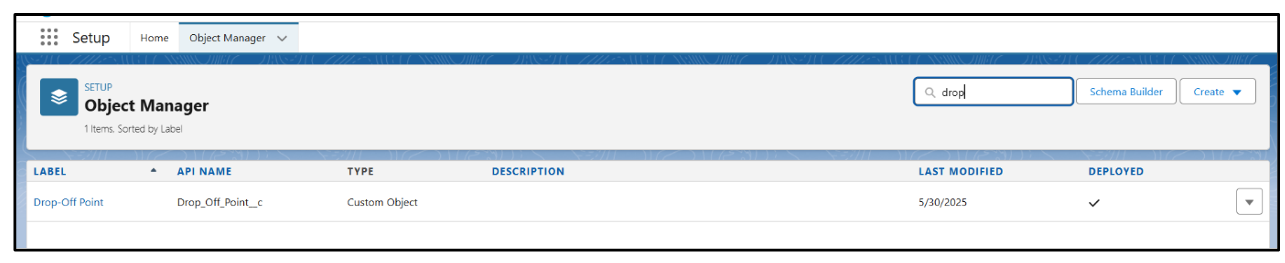 Setup Home Object Manager
SETUP
Object Manager
1 Items. Sorted by Label
drop
Schema Builder
Create
LABEL API NAME TYPE DESCRIPTION LAST MODIFIED DEPLOYED
Drop-Off Point Drop_Off_Point__c Custom Object 5/30/2025